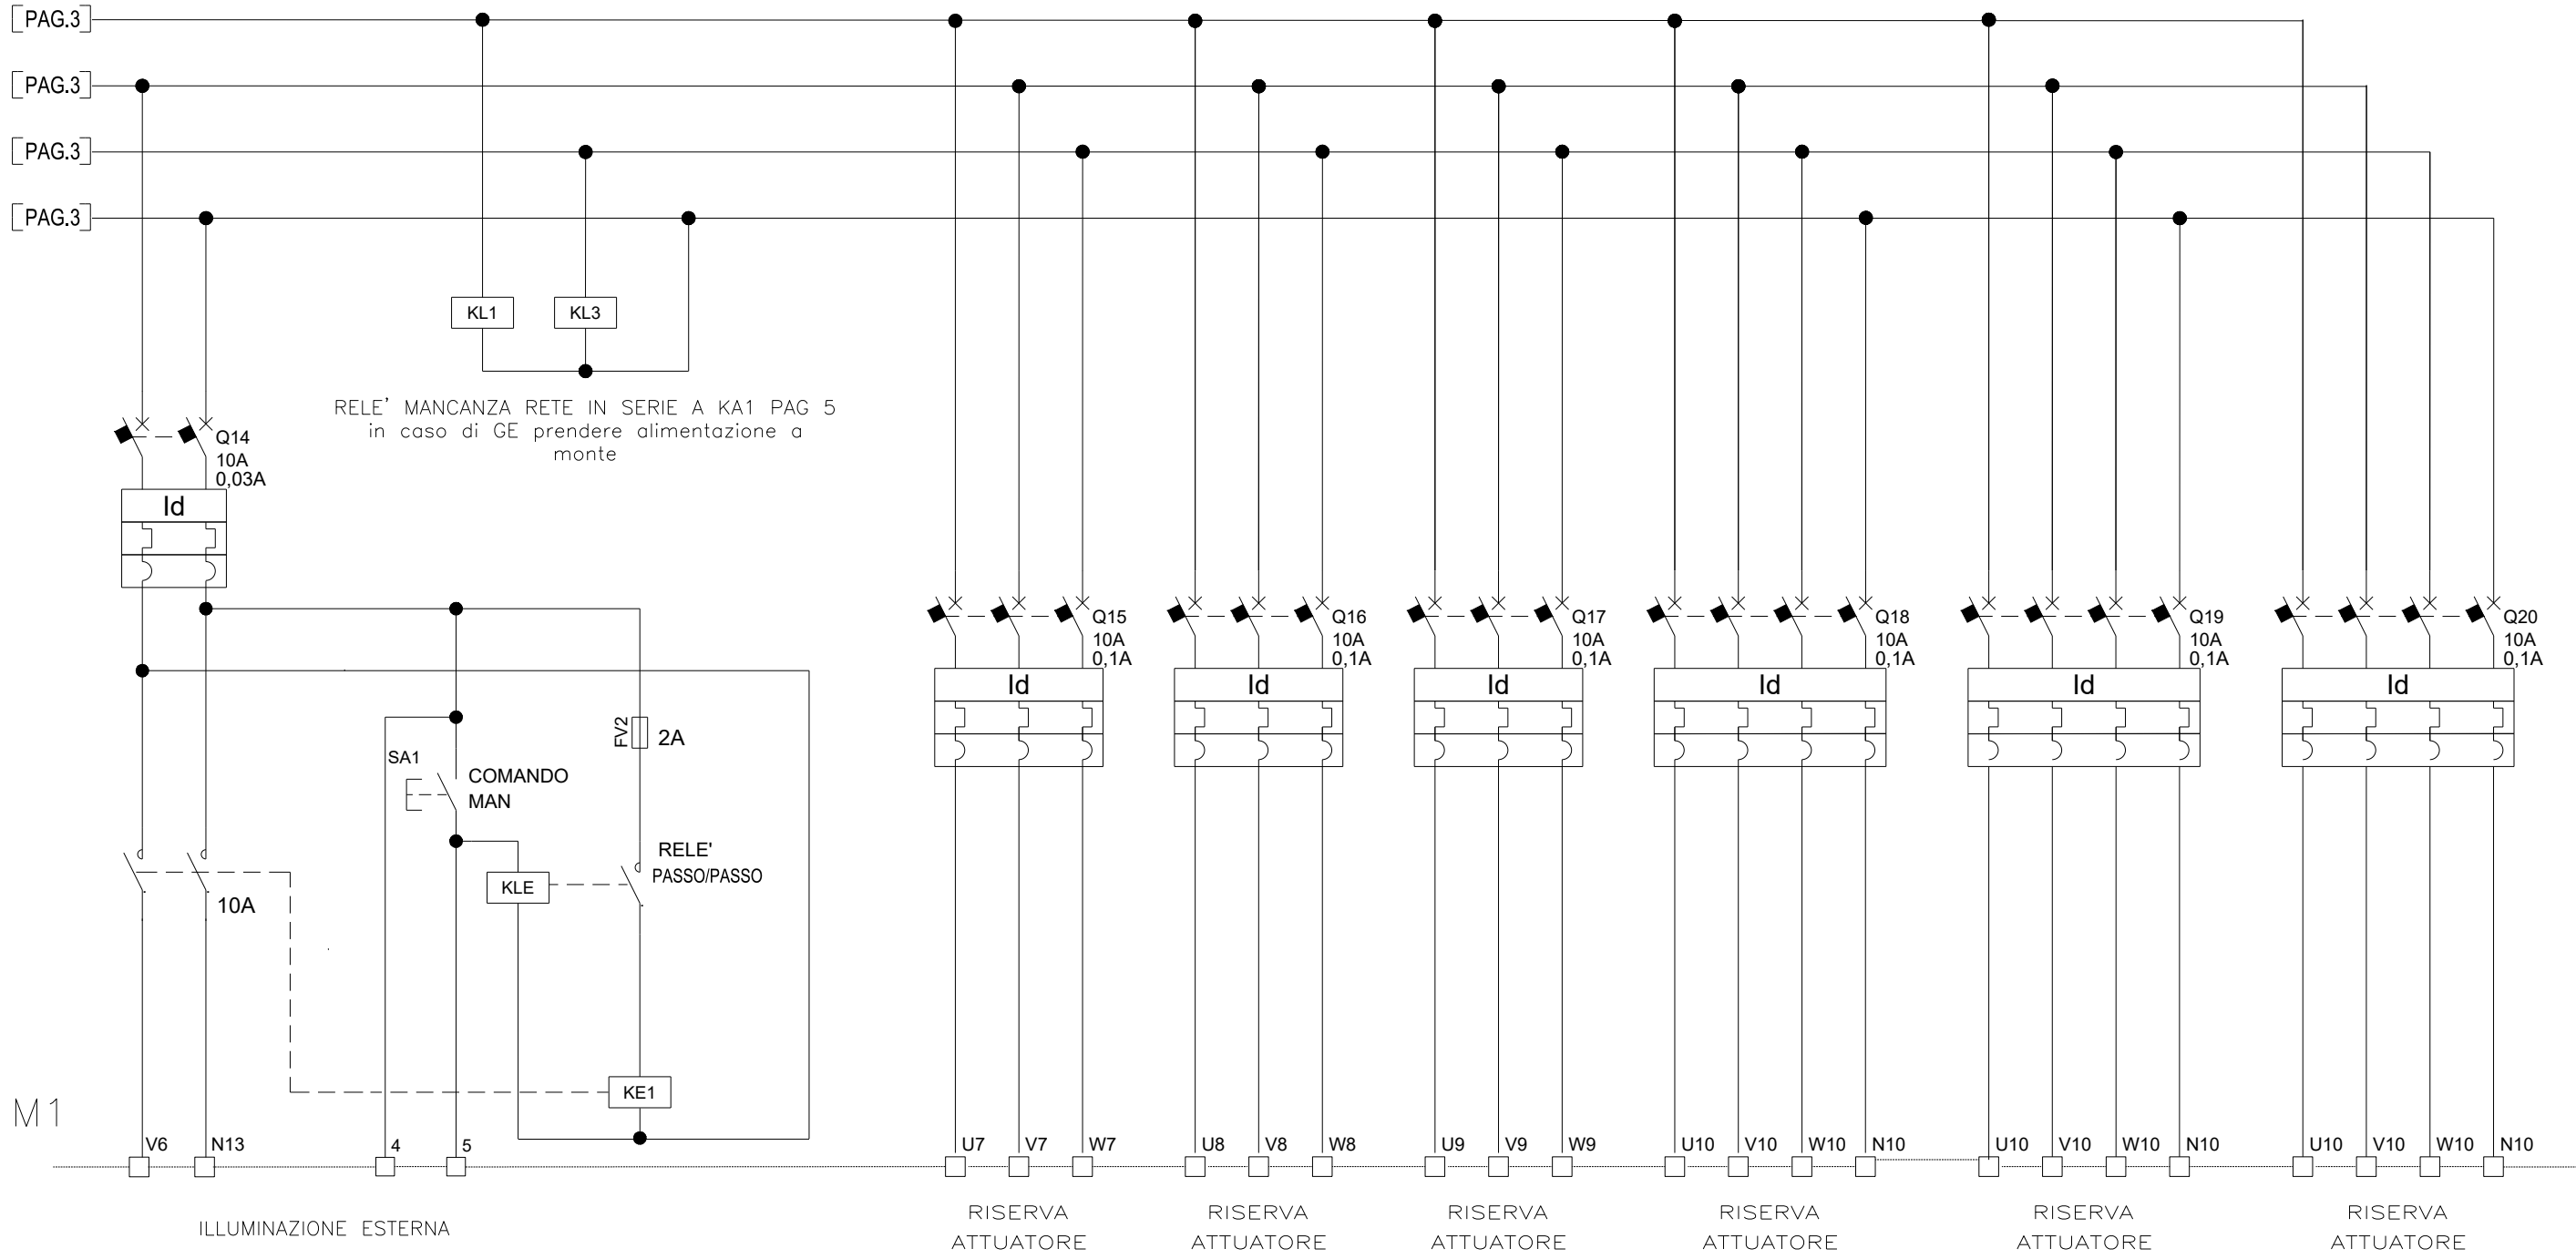 [PAG.3]
[PAG.3]
[PAG.3]
[PAG.3]
KL1
KL3
RELE' MANCANZA RETE IN SERIE A KA1 PAG 5
in caso di GE prendere alimentazione a
monte
Q14
10A
0,03A
Id
Q15
10A
0,1A
Id
Q16
10A
0,1A
Id
Q17
10A
0,1A
Id
Q18
10A
0,1A
Id
Q19
10A
0,1A
Id
Q20
10A
0,1A
Id
FV2
2A
SA1
COMANDO
MAN
RELE'
PASSO/PASSO
KLE
10A
KE1
M1
V6
N13
4
5
U7
V7
W7
U8
V8
W8
U9
V9
W9
U10
V10
W10
N10
U10
V10
W10
N10
U10
V10
W10
N10
ILLUMINAZIONE ESTERNA
RISERVA
ATTUATORE
RISERVA
ATTUATORE
RISERVA
ATTUATORE
RISERVA
ATTUATORE
RISERVA
ATTUATORE
RISERVA
ATTUATORE